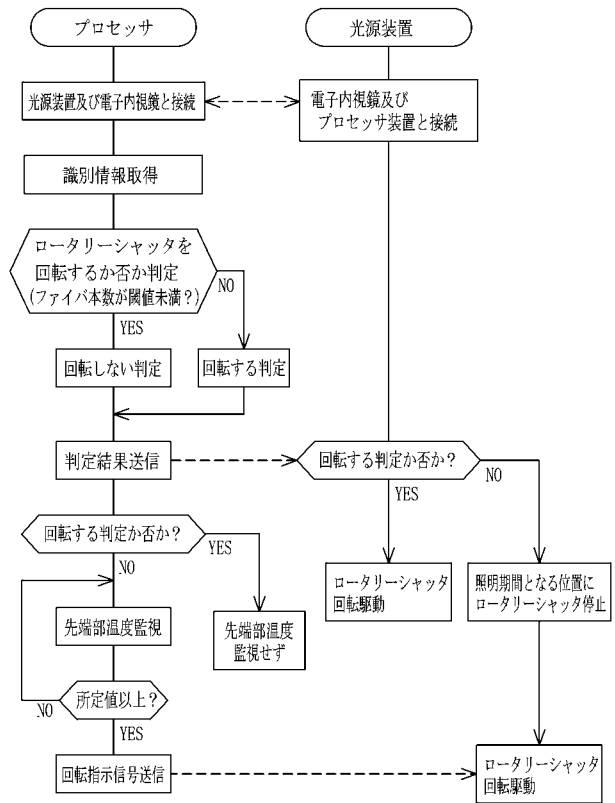 プロセッサ
光源装置
光源装置及び電子内視鏡と接続
電子内視鏡及び
プロセッサ装置と接続
識別情報取得
ロータリーシャッタを
回転するか否か判定
(ファイバ本数が閾値未満？)
NO
YES
回転しない判定
回転する判定
判定結果送信
回転する判定か否か？
NO
YES
回転する判定か否か？
YES
NO
ロータリーシャッタ
回転駆動
照明期間となる位置に
ロータリーシャッタ停止
先端部温度監視
先端部温度
監視せず
所定値以上？
NO
YES
回転指示信号送信
ロータリーシャッタ
回転駆動